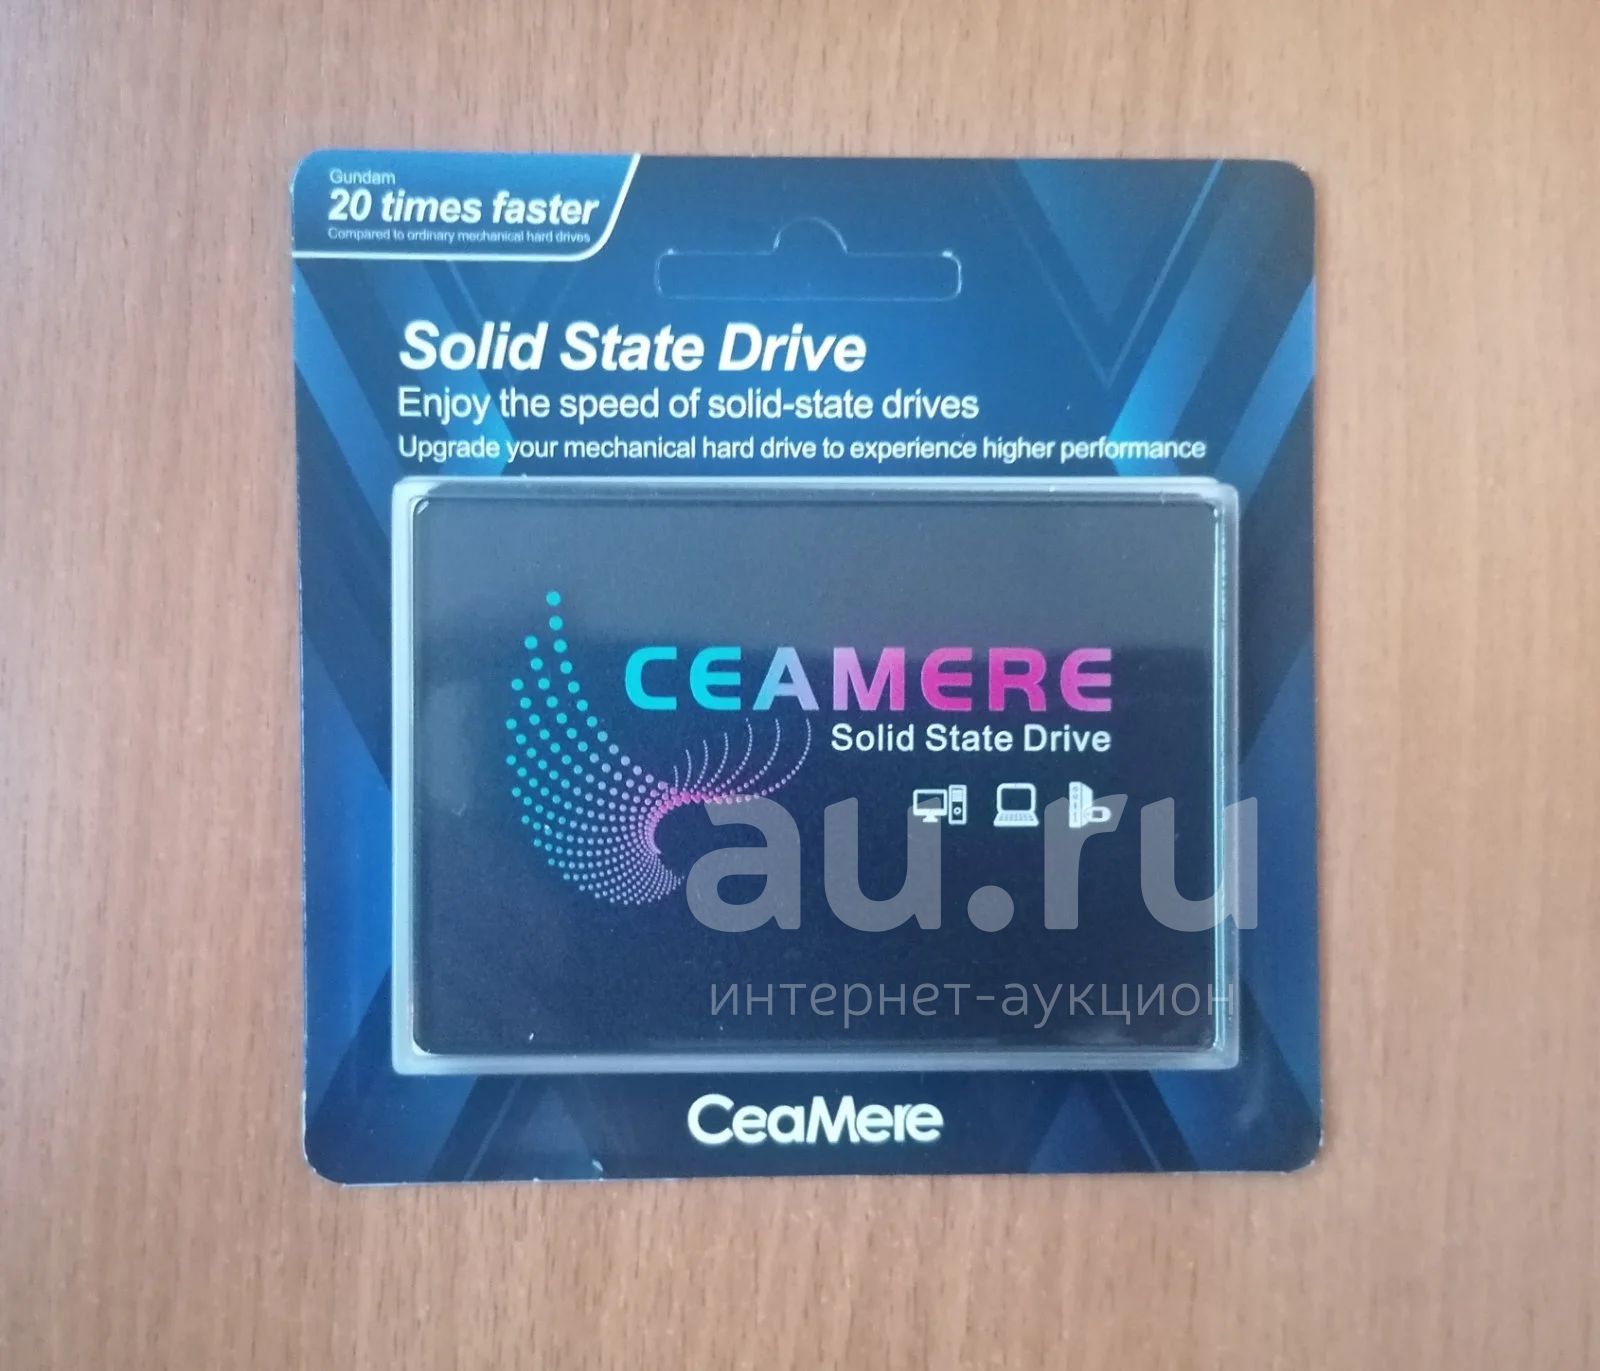 Gundam
20 times faster
Compared to ordinary mechanical hard drives
Solid State Drive
Enjoy the speed of solid-state drives
Upgrade your mechanical hard drive to experience higher performance
CEAMERE
Solid State Drive
au.ru
интернет-аукцион
CeaMere